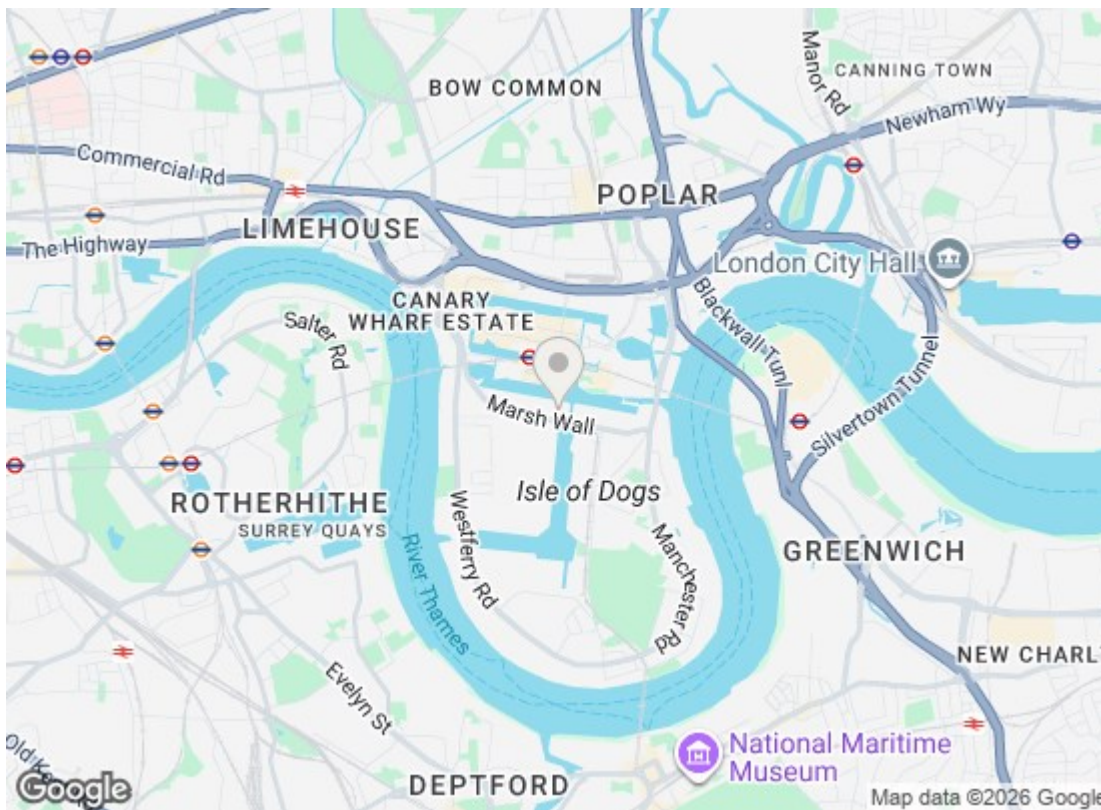 BOW COMMON
Manor Rd
CANNING TOWN
Newham Wy
Commercial Rd
POPLAR
LIMEHOUSE
The Highway
London City Hall
CANARY
WHARF ESTATE
Salter Rd
Blackwall Tunl
Silvertown Tunnel
Marsh Wall
Isle of Dogs
ROTHERHITHE
SURREY QUAYS
Westferry Rd
River Thames
Manchester Rd
GREENWICH
NEW CHARL
Evelyn St
National Maritime
Museum
DEPTFORD
Google
Map data ©2026 Google